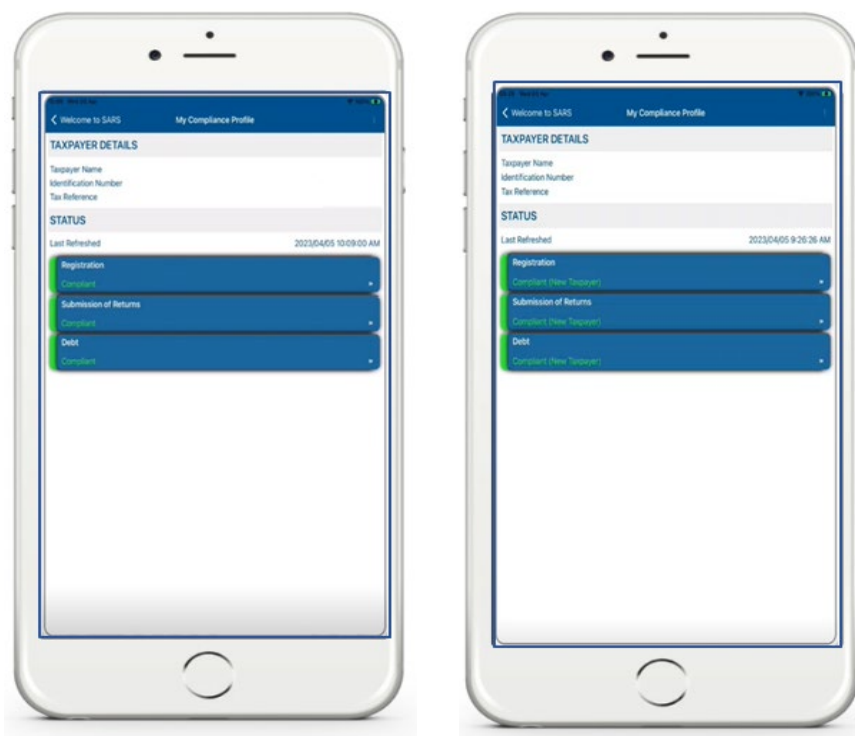 Welcome to SARS My Compliance Profile
TAXPAYER DETAILS
Taxpayer Name
Identification Number
Tax Reference
STATUS
Last Refreshed 2023/04/05 10:09:00 AM
Registration
Compliant
Submission of Returns
Compliant
Debt
Compliant
Welcome to SARS My Compliance Profile
TAXPAYER DETAILS
Taxpayer Name
Identification Number
Tax Reference
STATUS
Last Refreshed 2023/04/05 9:26:26 AM
Registration
Compliant (New Taxpayer)
Submission of Returns
Compliant (New Taxpayer)
Debt
Compliant (New Taxpayer)